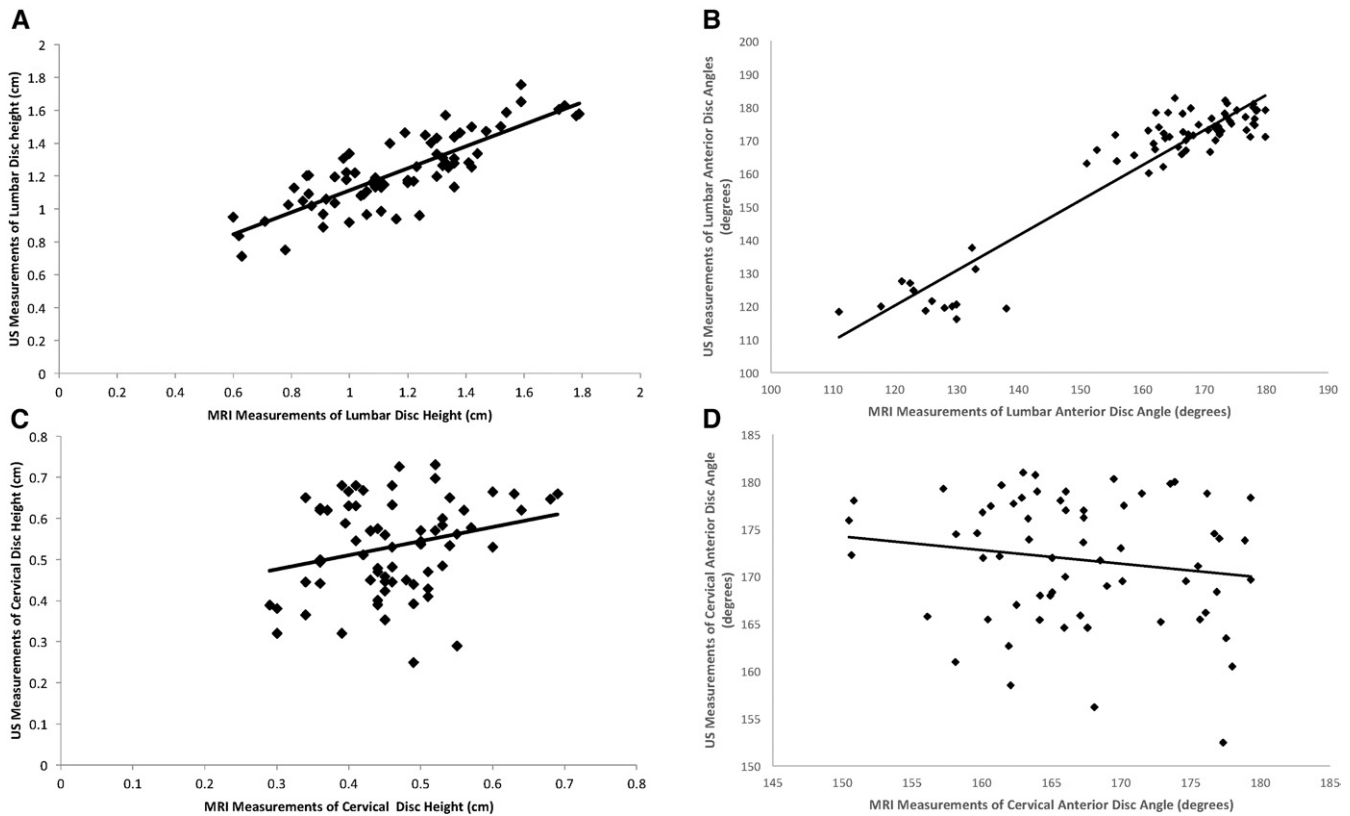 A
US Measurements of Lumbar Disc height (cm)
2
1.8
1.6
1.4
1.2
1
0.8
0.6
0.4
0.2
0
0 0.2 0.4 0.6 0.8 1 1.2 1.4 1.6 1.8 2
MRI Measurements of Lumbar Disc Height (cm)
B
US Measurements of Lumbar Anterior Disc Angles
(degrees)
200
190
180
170
160
150
140
130
120
110
100
100 110 120 130 140 150 160 170 180 190
MRI Measurements of Lumbar Anterior Disc Angle (degrees)
C
US Measurements of Cervical Disc Height (cm)
0.8
0.7
0.6
0.5
0.4
0.3
0.2
0.1
0
0 0.1 0.2 0.3 0.4 0.5 0.6 0.7 0.8
MRI Measurements of Cervical Disc Height (cm)
D
US Measurements of Cervical Anterior Disc Angle
(degrees)
185
180
175
170
165
160
155
150
145 150 155 160 165 170 175 180 185
MRI Measurements of Cervical Anterior Disc Angle (degrees)